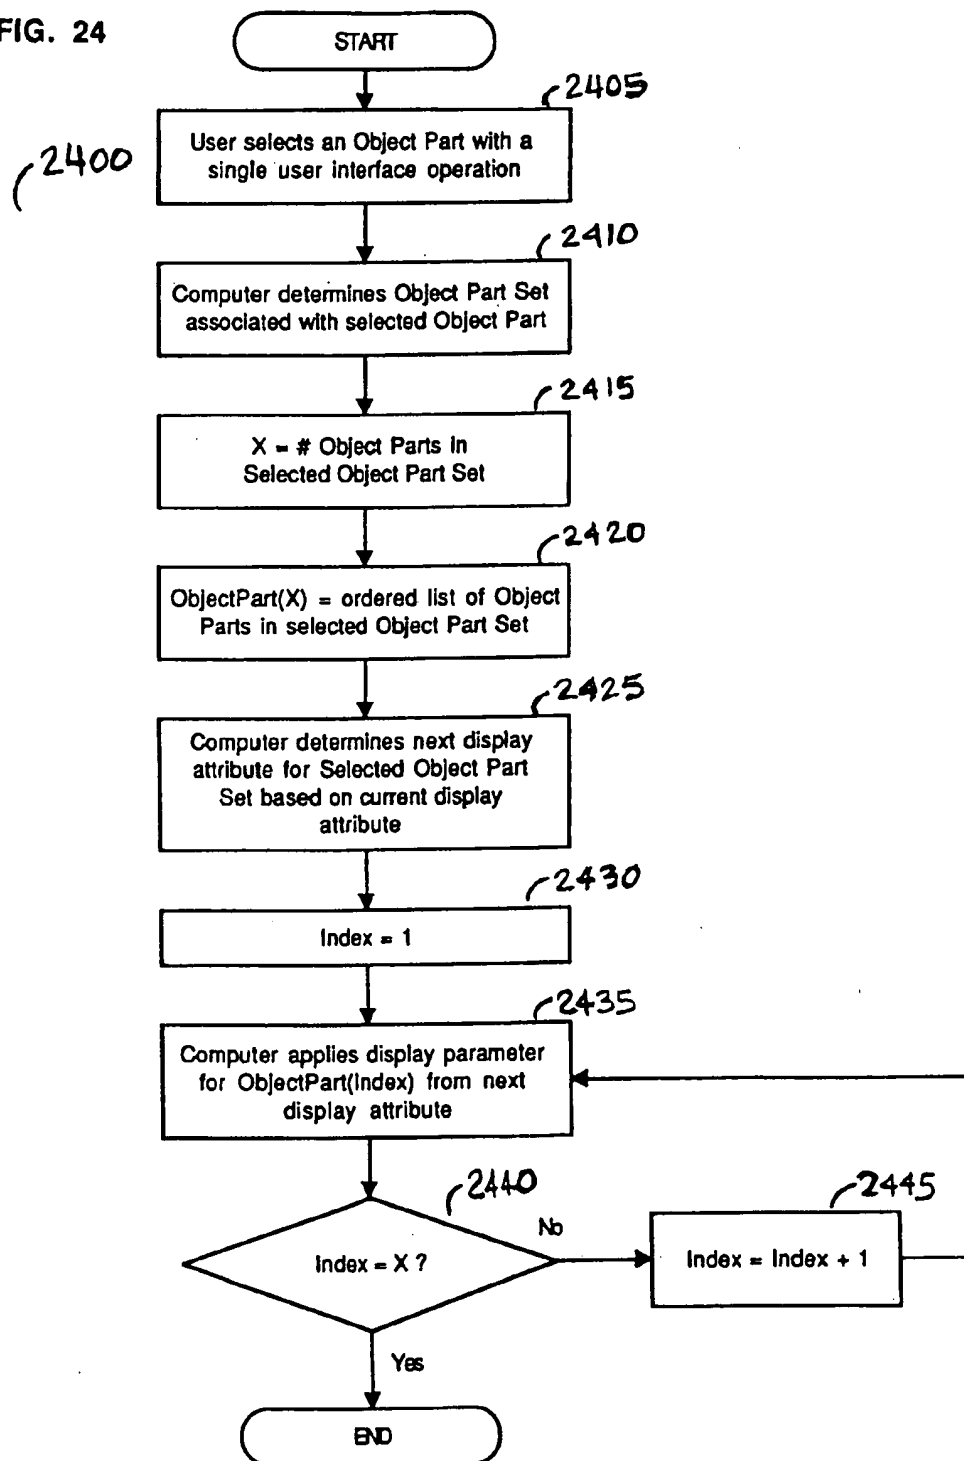 FIG. 24
START
2405
User selects an Object Part with a
single user interface operation
2400
2410
Computer determines Object Part Set
associated with selected Object Part
2415
X = # Object Parts in
Selected Object Part Set
2420
ObjectPart(X) = ordered list of Object
Parts in selected Object Part Set
2425
Computer determines next display
attribute for Selected Object Part
Set based on current display
attribute
2430
Index = 1
2435
Computer applies display parameter
for ObjectPart(Index) from next
display attribute
2440
Index = X ?
No
2445
Index = Index + 1
Yes
END